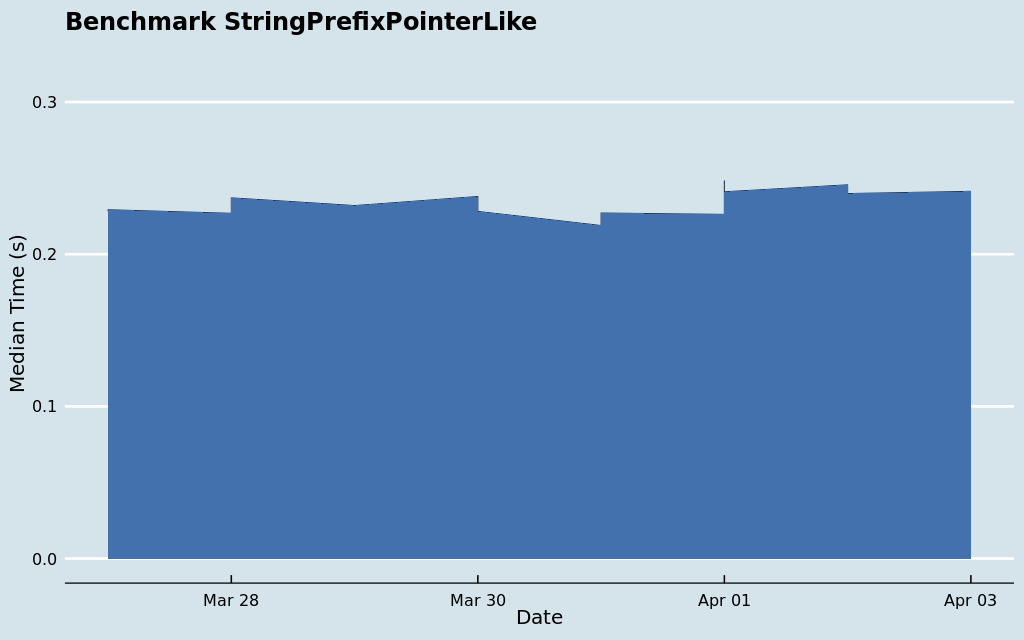 Benchmark StringPrefixPointerLike
0.3
0.2
0.1
0.0
Median Time (s)
Mar 28
Mar 30
Apr 01
Apr 03
Date